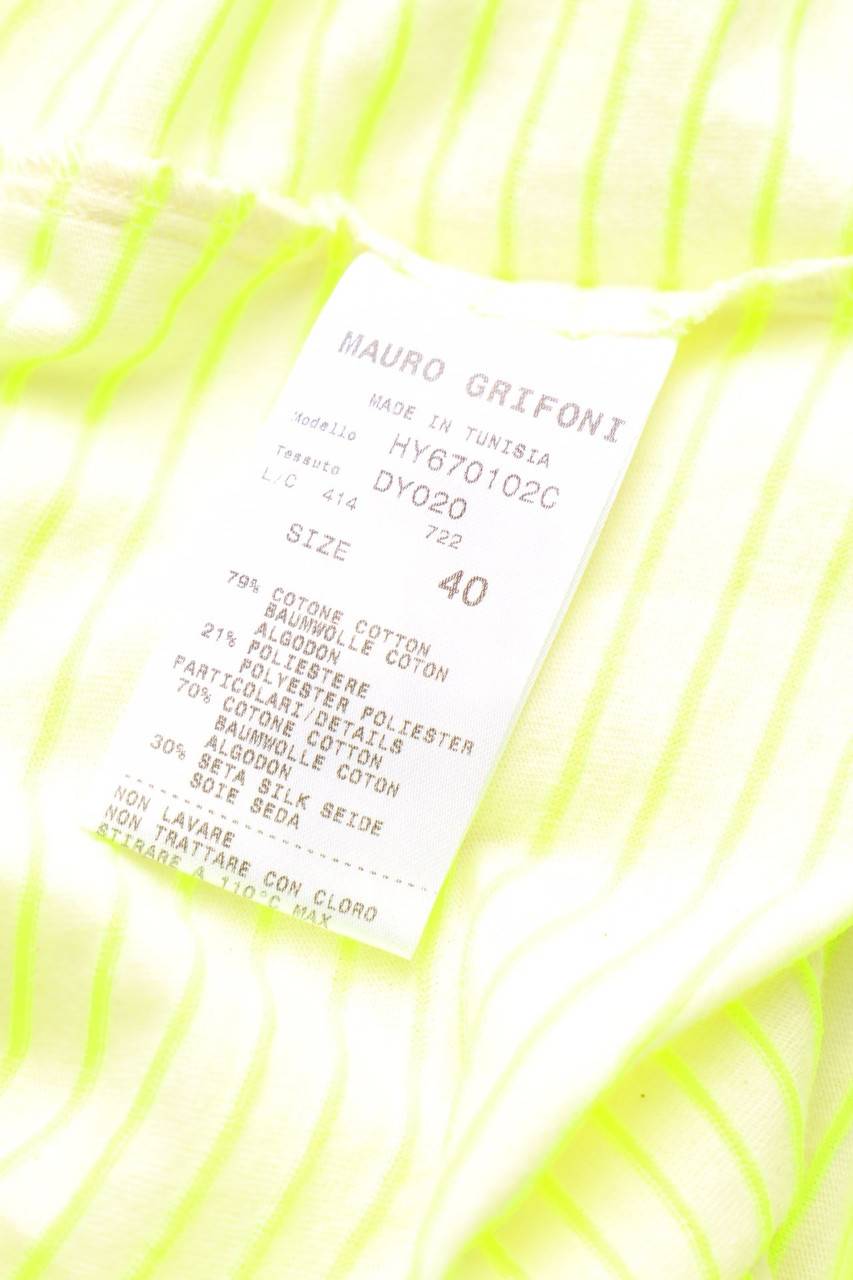 MAURO GRIFONI
MADE IN TUNISIA
Modello HY670102C
Tessuto DY020
L/C 414 722
SIZE 40
79% COTONE COTTON
BAUMWOLLE COTON
ALGODON
21% POLIESTERE
POLYESTER POLIESTER
PARTICOLARI/DETAILS
70% COTONE COTTON
BAUMWOLLE COTON
ALGODON
30% SETA SILK SEIDE
SOIE SEDA
NON LAVARE
NON TRATTARE CON CLORO
STIRARE A 110°C MAX